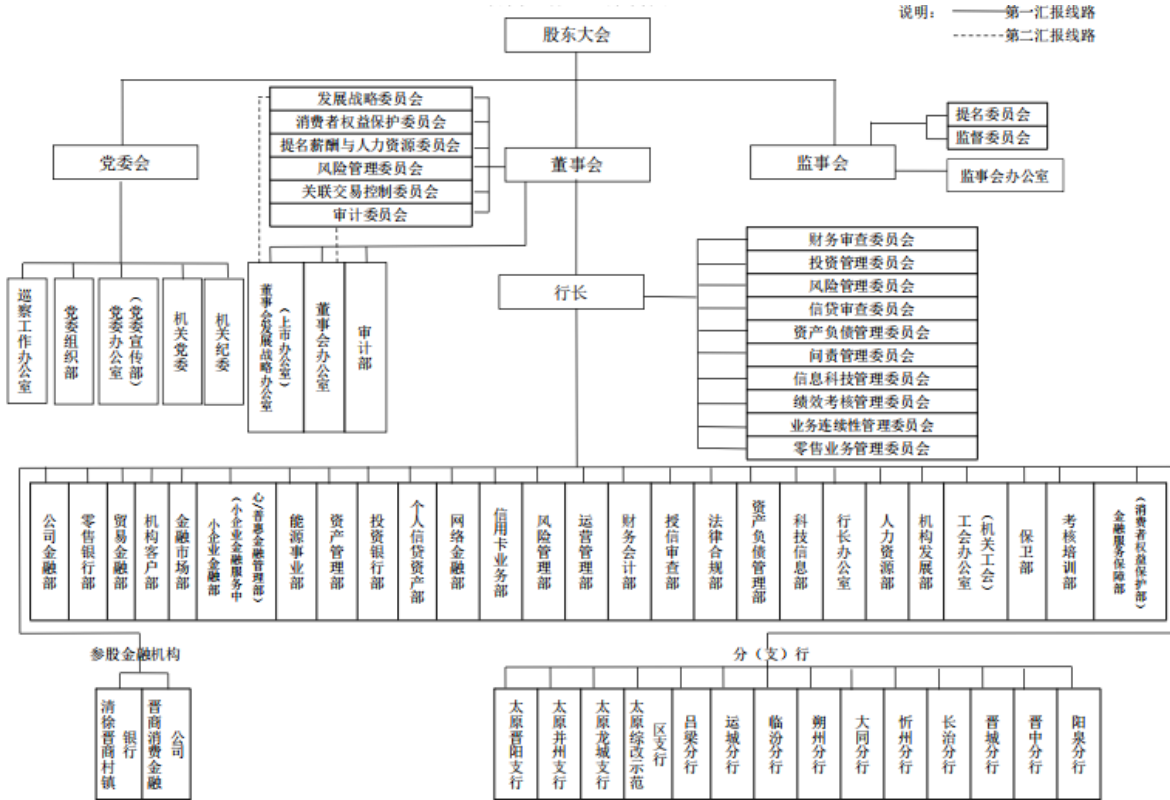 说明：
第一汇报线路
第二汇报线路
股东大会
党委会
发展战略委员会
消费者权益保护委员会
提名薪酬与人力资源委员会
风险管理委员会
关联交易控制委员会
审计委员会
董事会
监事会
提名委员会
监督委员会
监事会办公室
巡察工作办公室
党委组织部
党委办公室
（党委宣传部）
机关党委
机关纪委
董事会发展战略办公室
（上市办公室）
董事会办公室
审计部
行长
财务审查委员会
投资管理委员会
风险管理委员会
信贷审查委员会
资产负债管理委员会
问责管理委员会
信息科技管理委员会
绩效考核管理委员会
业务连续性管理委员会
零售业务管理委员会
公司金融部
零售银行部
贸易金融部
机构客户部
金融市场部
小企业金融部
（小企业金融服务中
心/普惠金融管理部）
能源事业部
资产管理部
投资银行部
个人信贷资产部
网络金融部
信用卡业务部
风险管理部
运营管理部
财务会计部
授信审查部
法律合规部
资产负债管理部
科技信息部
行长办公室
人力资源部
机构发展部
工会办公室
（机关工会）
保卫部
考核培训部
金融服务保障部
（消费者权益保护部）
参股金融机构
清徐晋商村镇
银行
晋商消费金融
公司
分（支）行
太原晋阳支行
太原并州支行
太原龙城支行
太原综改示范
区支行
吕梁分行
运城分行
临汾分行
朔州分行
大同分行
忻州分行
长治分行
晋城分行
晋中分行
阳泉分行